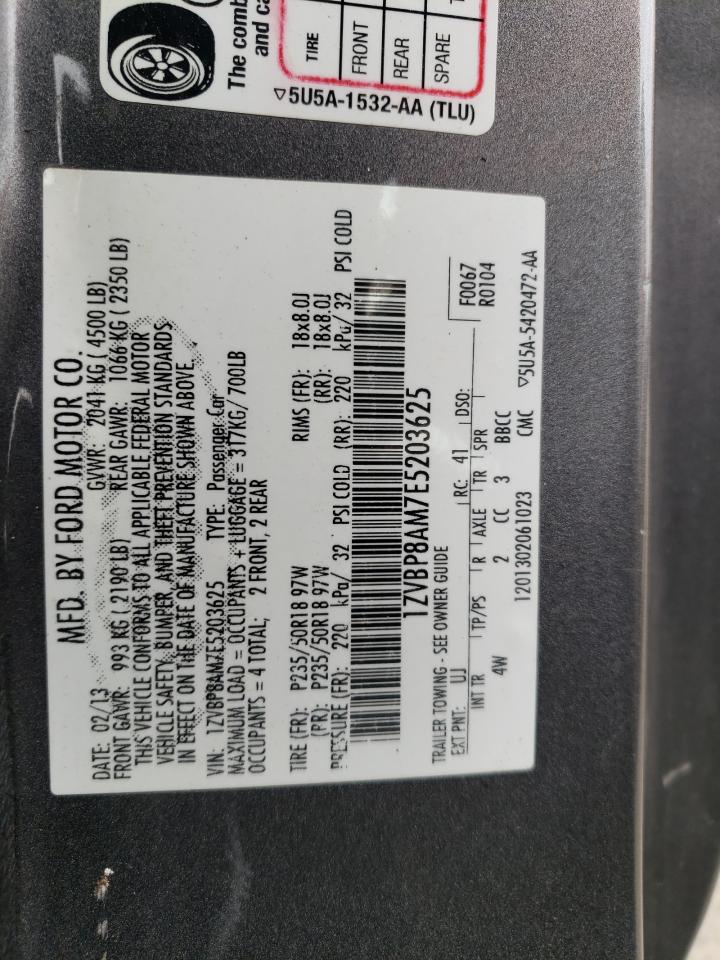 The comb
and ca
TIRE
FRONT
REAR
SPARE
▽5U5A-1532-AA (TLU)
MFD. BY FORD MOTOR CO.
DATE: 02/13 GVWR: 2041 KG ( 4500 LB)
FRONT GAWR: 993 KG ( 2190 LB) REAR GAWR: 1066 KG ( 2350 LB)
THIS VEHICLE CONFORMS TO ALL APPLICABLE FEDERAL MOTOR
VEHICLE SAFETY, BUMPER, AND THEFT PREVENTION STANDARDS
IN EFFECT ON THE DATE OF MANUFACTURE SHOWN ABOVE.
VIN: 1ZVBP8AM7E5203625 TYPE: Passenger Car
MAXIMUM LOAD = OCCUPANTS + LUGGAGE = 317KG/ 700LB
OCCUPANTS = 4 TOTAL; 2 FRONT, 2 REAR
TIRE (FR): P235/50R18 97W RIMS (FR): 18x8.0J
(PR): P235/50R18 97W (RR): 18x8.0J
PRESSURE (FR): 220 kPa/ 32 PSI COLD (RR): 220 kPa/ 32 PSI COLD
1ZVBP8AM7E5203625
TRAILER TOWING - SEE OWNER GUIDE
EXT PNT: UJ RC: 41 DSO: F0067
R0104
INT TR TP/PS R AXLE TR SPR
4W 2 CC 3 BBCC
1201302061023 CMC ▽5U5A-5420472-AA